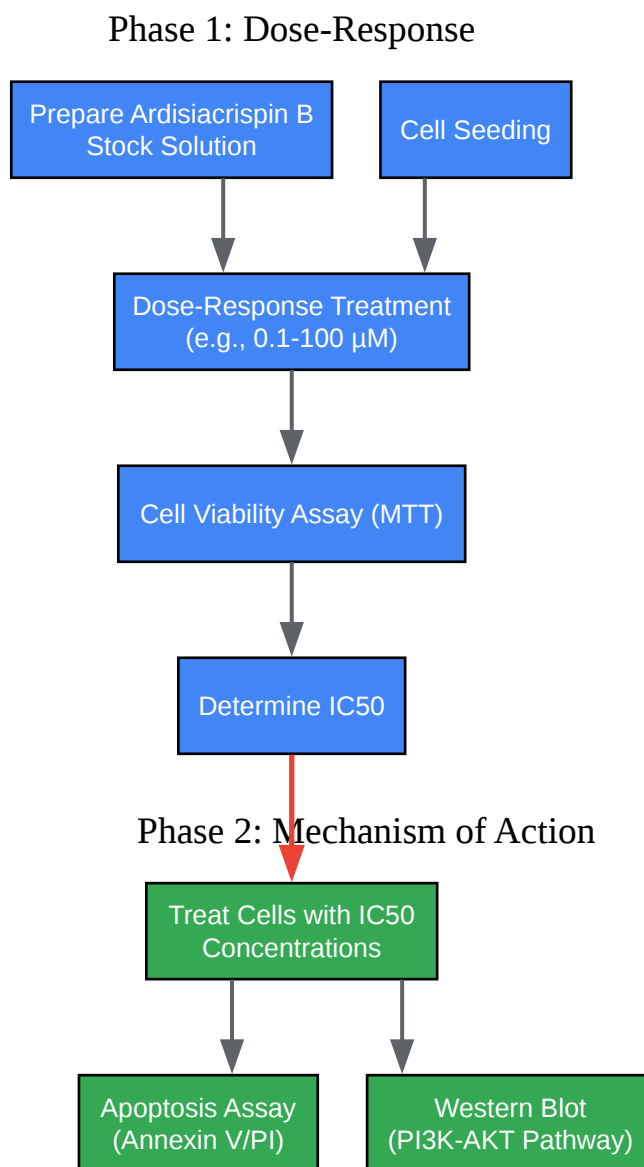 Phase 1: Dose-Response
Prepare Ardisiacrispin B
Stock Solution
Cell Seeding
Dose-Response Treatment
(e.g., 0.1-100 µM)
Cell Viability Assay (MTT)
Determine IC50
Phase 2: Mechanism of Action
Treat Cells with IC50
Concentrations
Apoptosis Assay
(Annexin V/PI)
Western Blot
(PI3K-AKT Pathway)